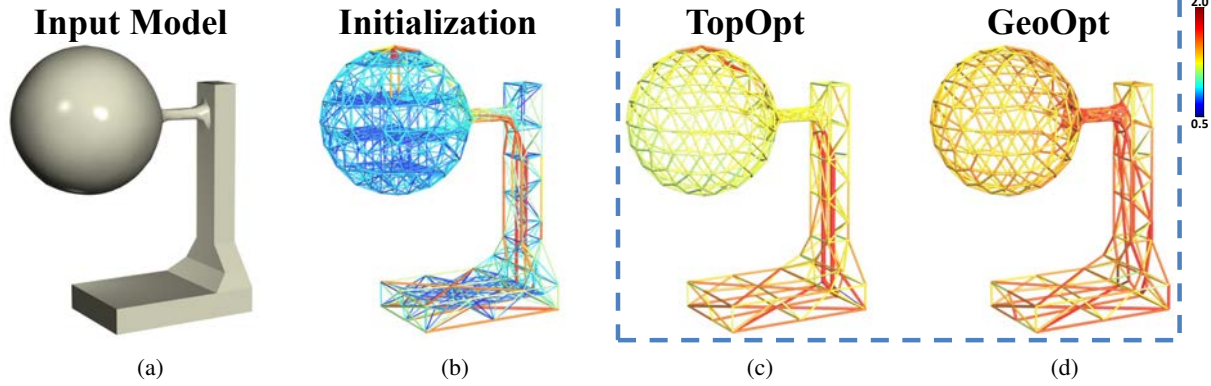 Input Model
Initialization
TopOpt
GeoOpt
2.0
0.5
(a)
(b)
(c)
(d)